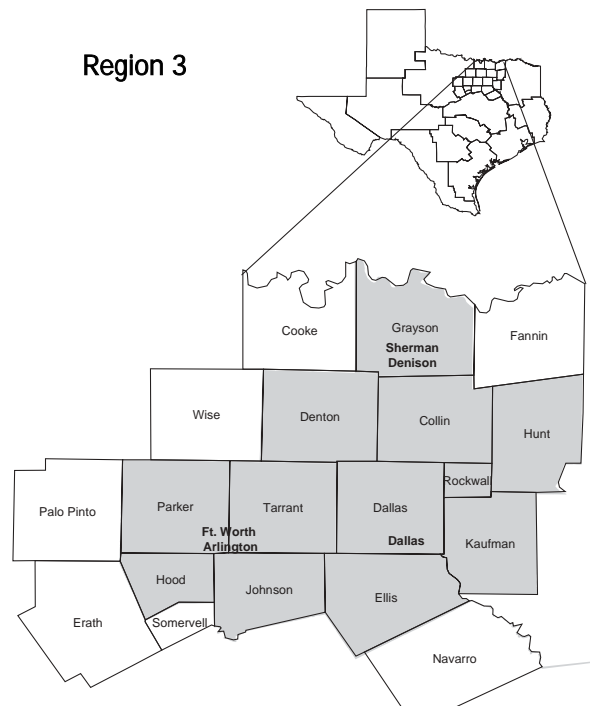 Region 3
Cooke
Grayson
Sherman
Denison
Fannin
Wise
Denton
Collin
Hunt
Palo Pinto
Parker
Tarrant
Dallas
Rockwall
Ft. Worth
Arlington
Dallas
Kaufman
Hood
Johnson
Ellis
Erath
Somervell
Navarro